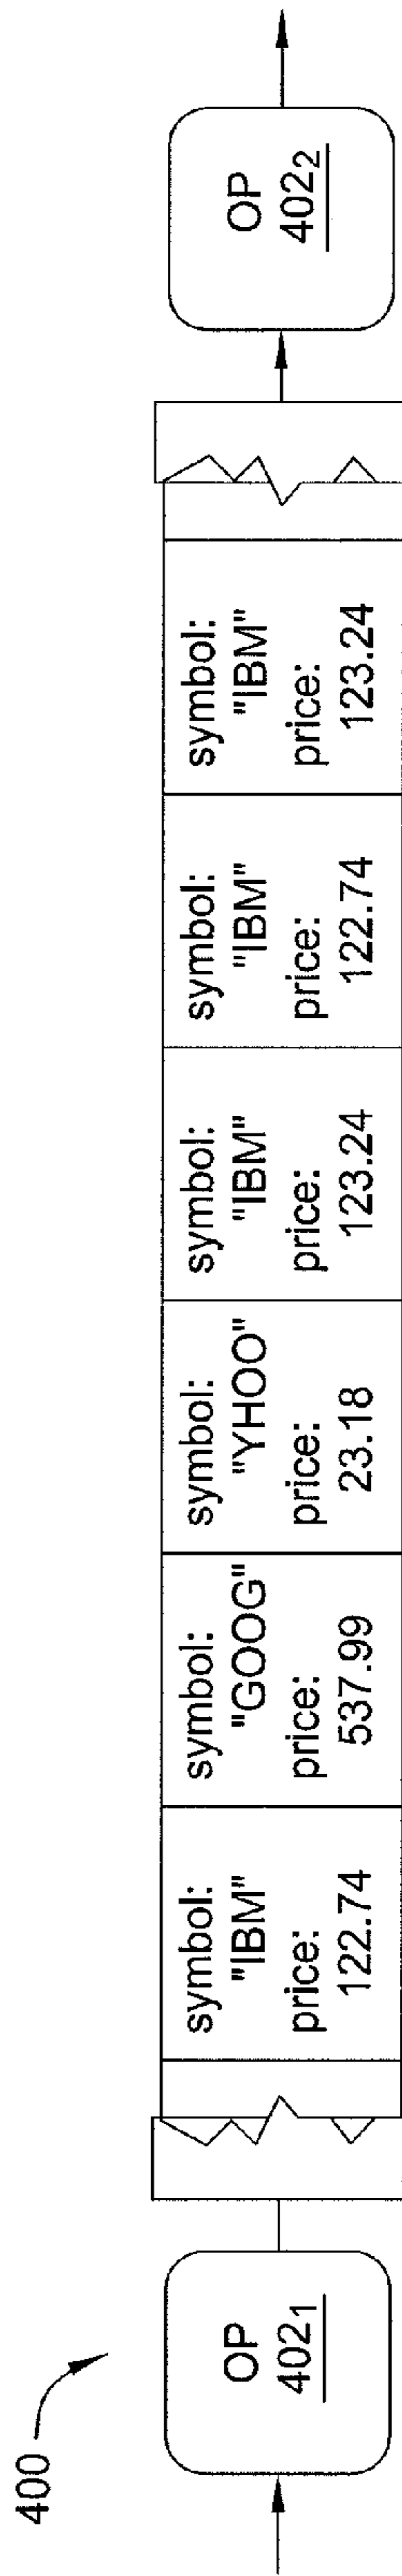 400
OP
402₁
symbol:
"IBM"
price:
122.74
symbol:
"GOOG"
price:
537.99
symbol:
"YHOO"
price:
23.18
symbol:
"IBM"
price:
123.24
symbol:
"IBM"
price:
122.74
symbol:
"IBM"
price:
123.24
OP
402₂